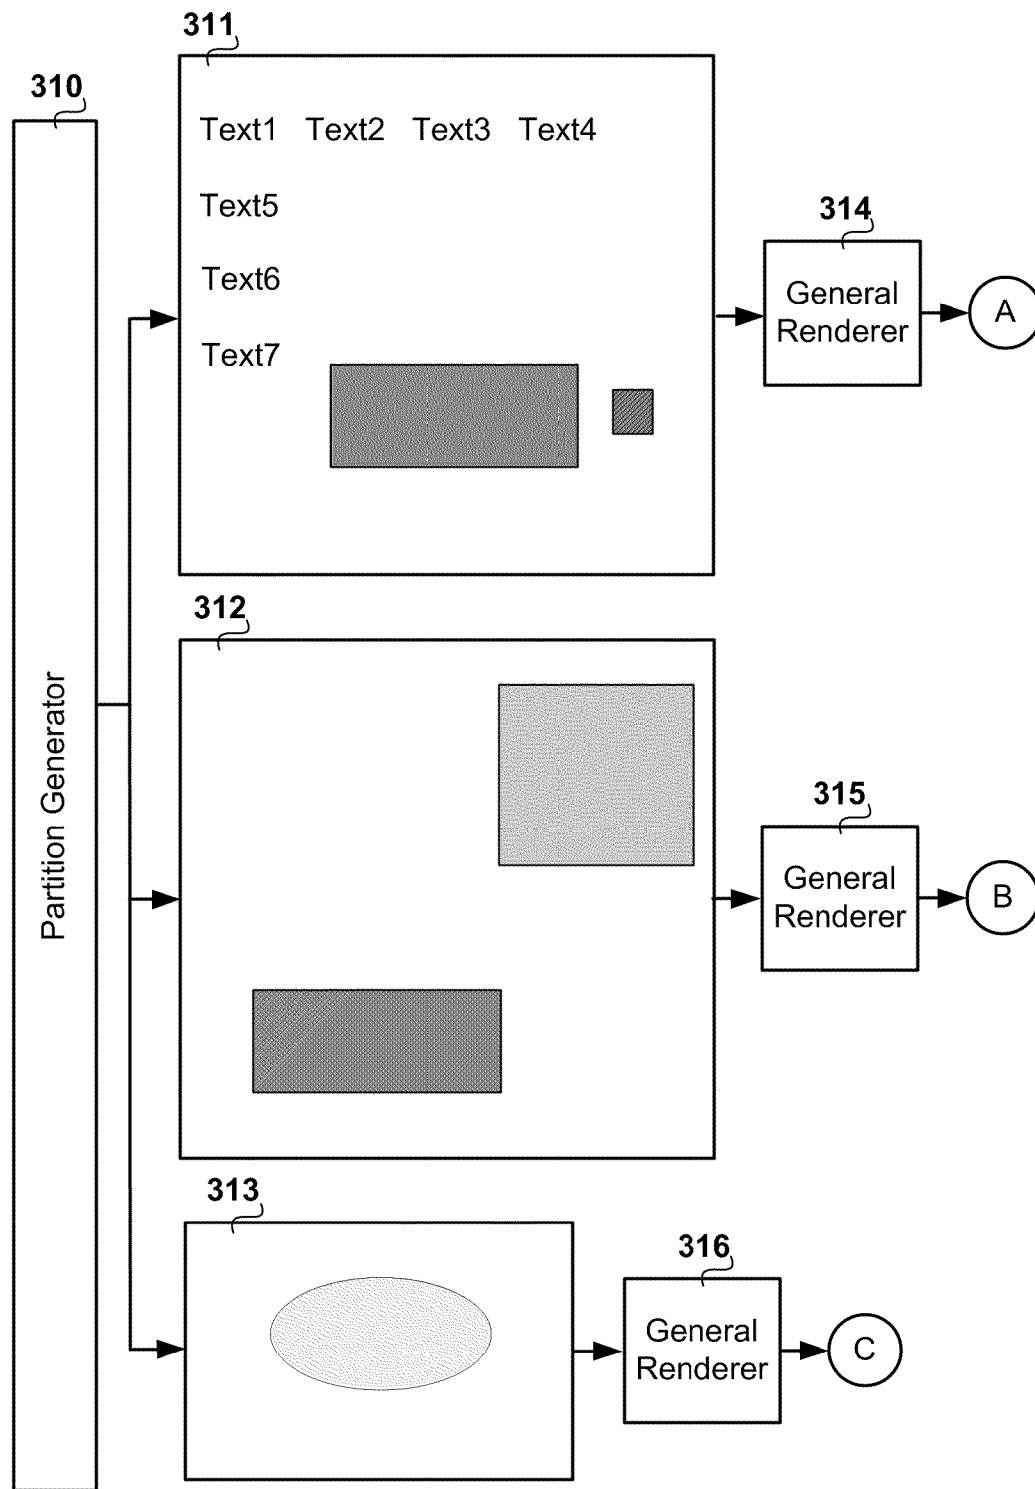 311
310
Text1 Text2 Text3 Text4
Text5
Text6
Text7
314
General
Renderer
A
312
Partition Generator
315
General
Renderer
B
313
316
General
Renderer
C